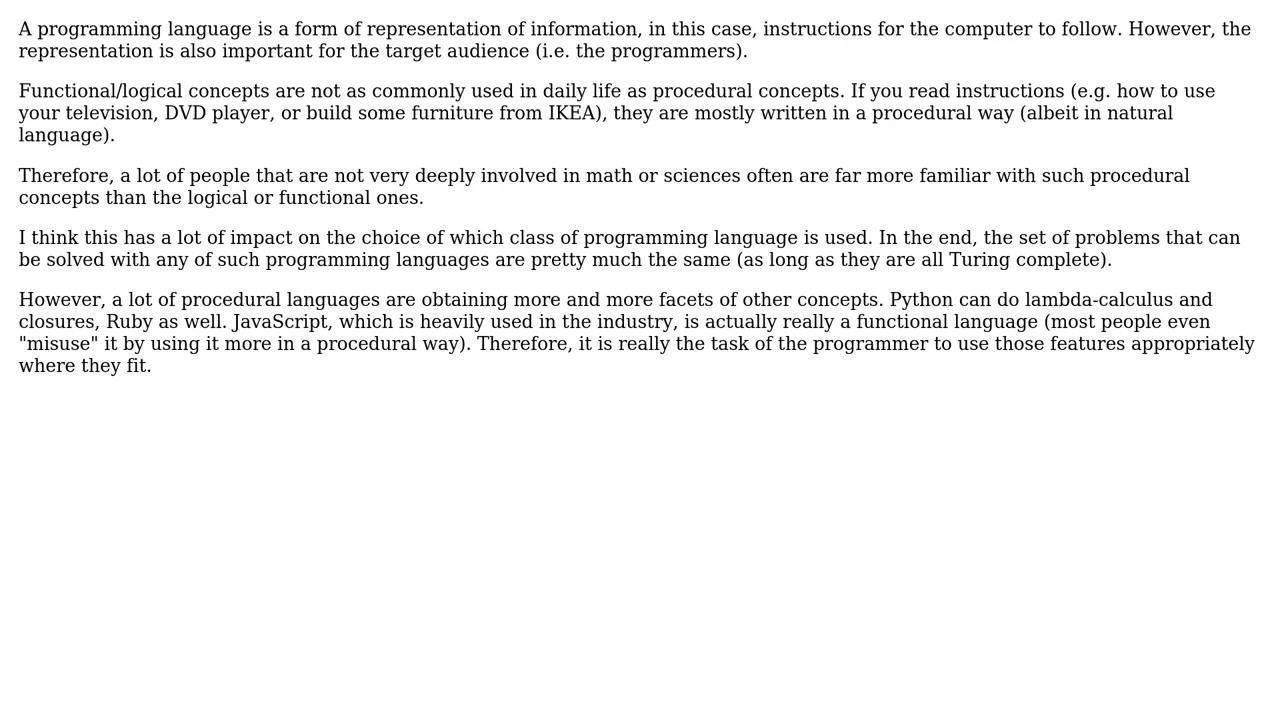 A programming language is a form of representation of information, in this case, instructions for the computer to follow. However, the
representation is also important for the target audience (i.e. the programmers).
Functional/logical concepts are not as commonly used in daily life as procedural concepts. If you read instructions (e.g. how to use
your television, DVD player, or build some furniture from IKEA), they are mostly written in a procedural way (albeit in natural
language).
Therefore, a lot of people that are not very deeply involved in math or sciences often are far more familiar with such procedural
concepts than the logical or functional ones.
I think this has a lot of impact on the choice of which class of programming language is used. In the end, the set of problems that can
be solved with any of such programming languages are pretty much the same (as long as they are all Turing complete).
However, a lot of procedural languages are obtaining more and more facets of other concepts. Python can do lambda-calculus and
closures, Ruby as well. JavaScript, which is heavily used in the industry, is actually really a functional language (most people even
"misuse" it by using it more in a procedural way). Therefore, it is really the task of the programmer to use those features appropriately
where they fit.